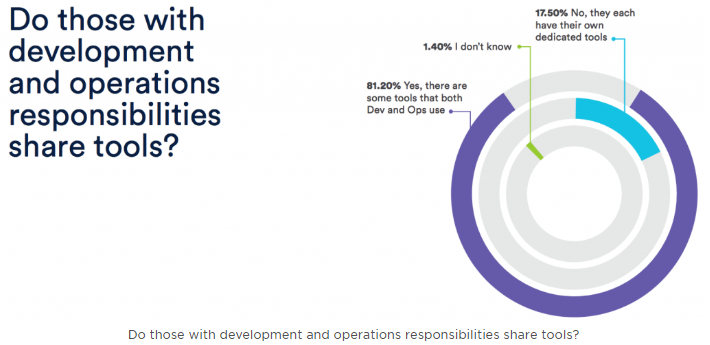 Do those with
development
and operations
responsibilities
share tools?
17.50% No, they each
have their own
dedicated tools
1.40% I don't know
81.20% Yes, there are
some tools that both
Dev and Ops use
Do those with development and operations responsibilities share tools?